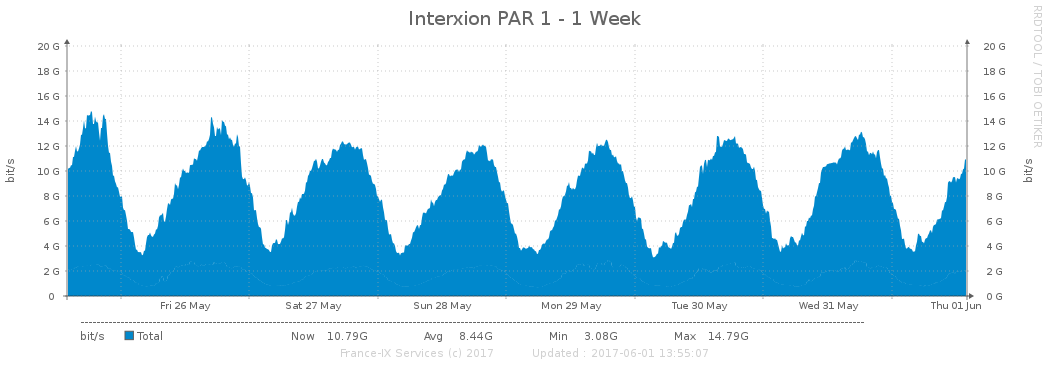 Interxion PAR 1 - 1 Week
RRDTOOL / TOBI OETIKER
20 G 20 G
18 G 18 G
16 G 16 G
14 G 14 G
12 G 12 G
10 G 10 G
8 G 8 G
6 G 6 G
4 G 4 G
2 G 2 G
0 0 G
bit/s
bit/s
Fri 26 May Sat 27 May Sun 28 May Mon 29 May Tue 30 May Wed 31 May Thu 01 Jun
bit/s Total Now 10.79G Avg 8.44G Min 3.08G Max 14.79G
France-IX Services (c) 2017 Updated : 2017-06-01 13:55:07